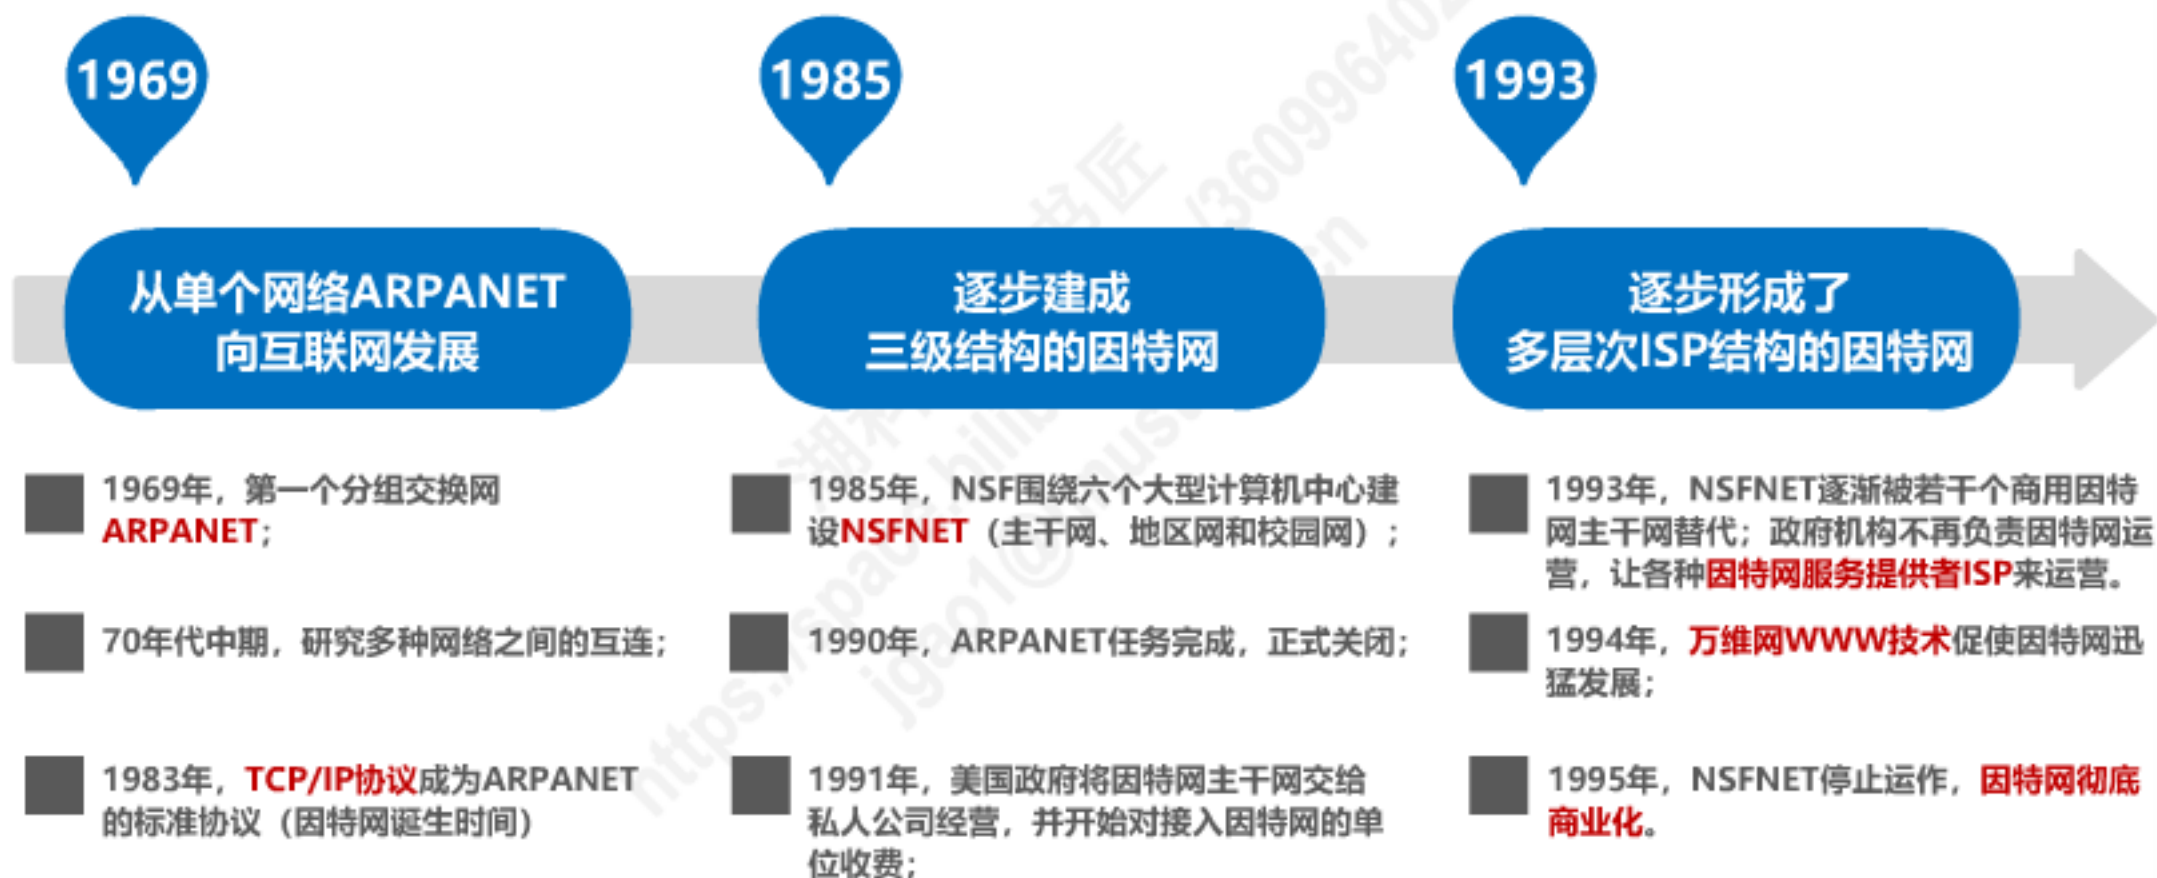 1969
1985
1993
从单个网络ARPANET
向互联网发展
逐步建成
三级结构的因特网
逐步形成了
多层次ISP结构的因特网
1969年，第一个分组交换网
ARPANET；
70年代中期，研究多种网络之间的互连；
1983年，TCP/IP协议成为ARPANET
的标准协议（因特网诞生时间）
1985年，NSF围绕六个大型计算机中心建
设NSFNET（主干网、地区网和校园网）；
1990年，ARPANET任务完成，正式关闭；
1991年，美国政府将因特网主干网交给
私人公司经营，并开始对接入因特网的单
位收费；
1993年，NSFNET逐渐被若干个商用因特
网主干网替代；政府机构不再负责因特网运
营，让各种因特网服务提供者ISP来运营。
1994年，万维网WWW技术促使因特网迅
猛发展；
1995年，NSFNET停止运作，因特网彻底
商业化。